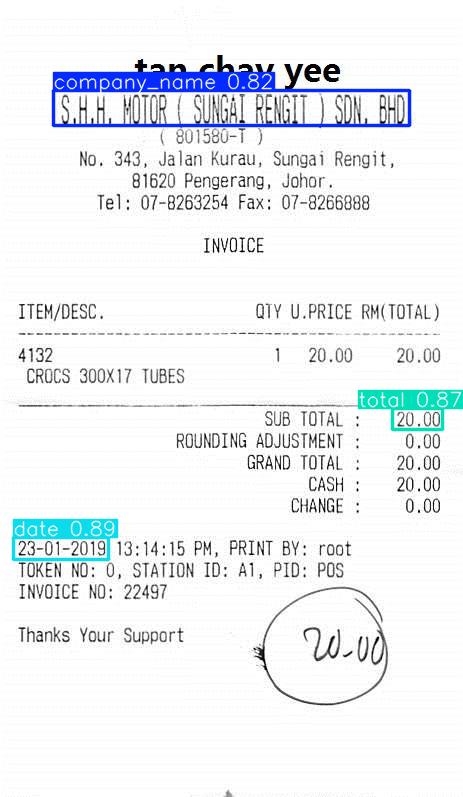 tan chay yee
company_name 0.82
S.H.H. MOTOR ( SUNGAI RENGIT ) SDN. BHD
( 801580-T )
No. 343, Jalan Kurau, Sungai Rengit,
81620 Pengerang, Johor.
Tel: 07-8263254 Fax: 07-8266888
INVOICE
ITEM/DESC. QTY U.PRICE RM(TOTAL)
4132 1 20.00 20.00
CROCS 300X17 TUBES
total 0.87
SUB TOTAL : 20.00
ROUNDING ADJUSTMENT : 0.00
GRAND TOTAL : 20.00
CASH : 20.00
CHANGE : 0.00
date 0.89
23-01-2019 13:14:15 PM, PRINT BY: root
TOKEN NO: 0, STATION ID: A1, PID: POS
INVOICE NO: 22497
Thanks Your Support
20-00